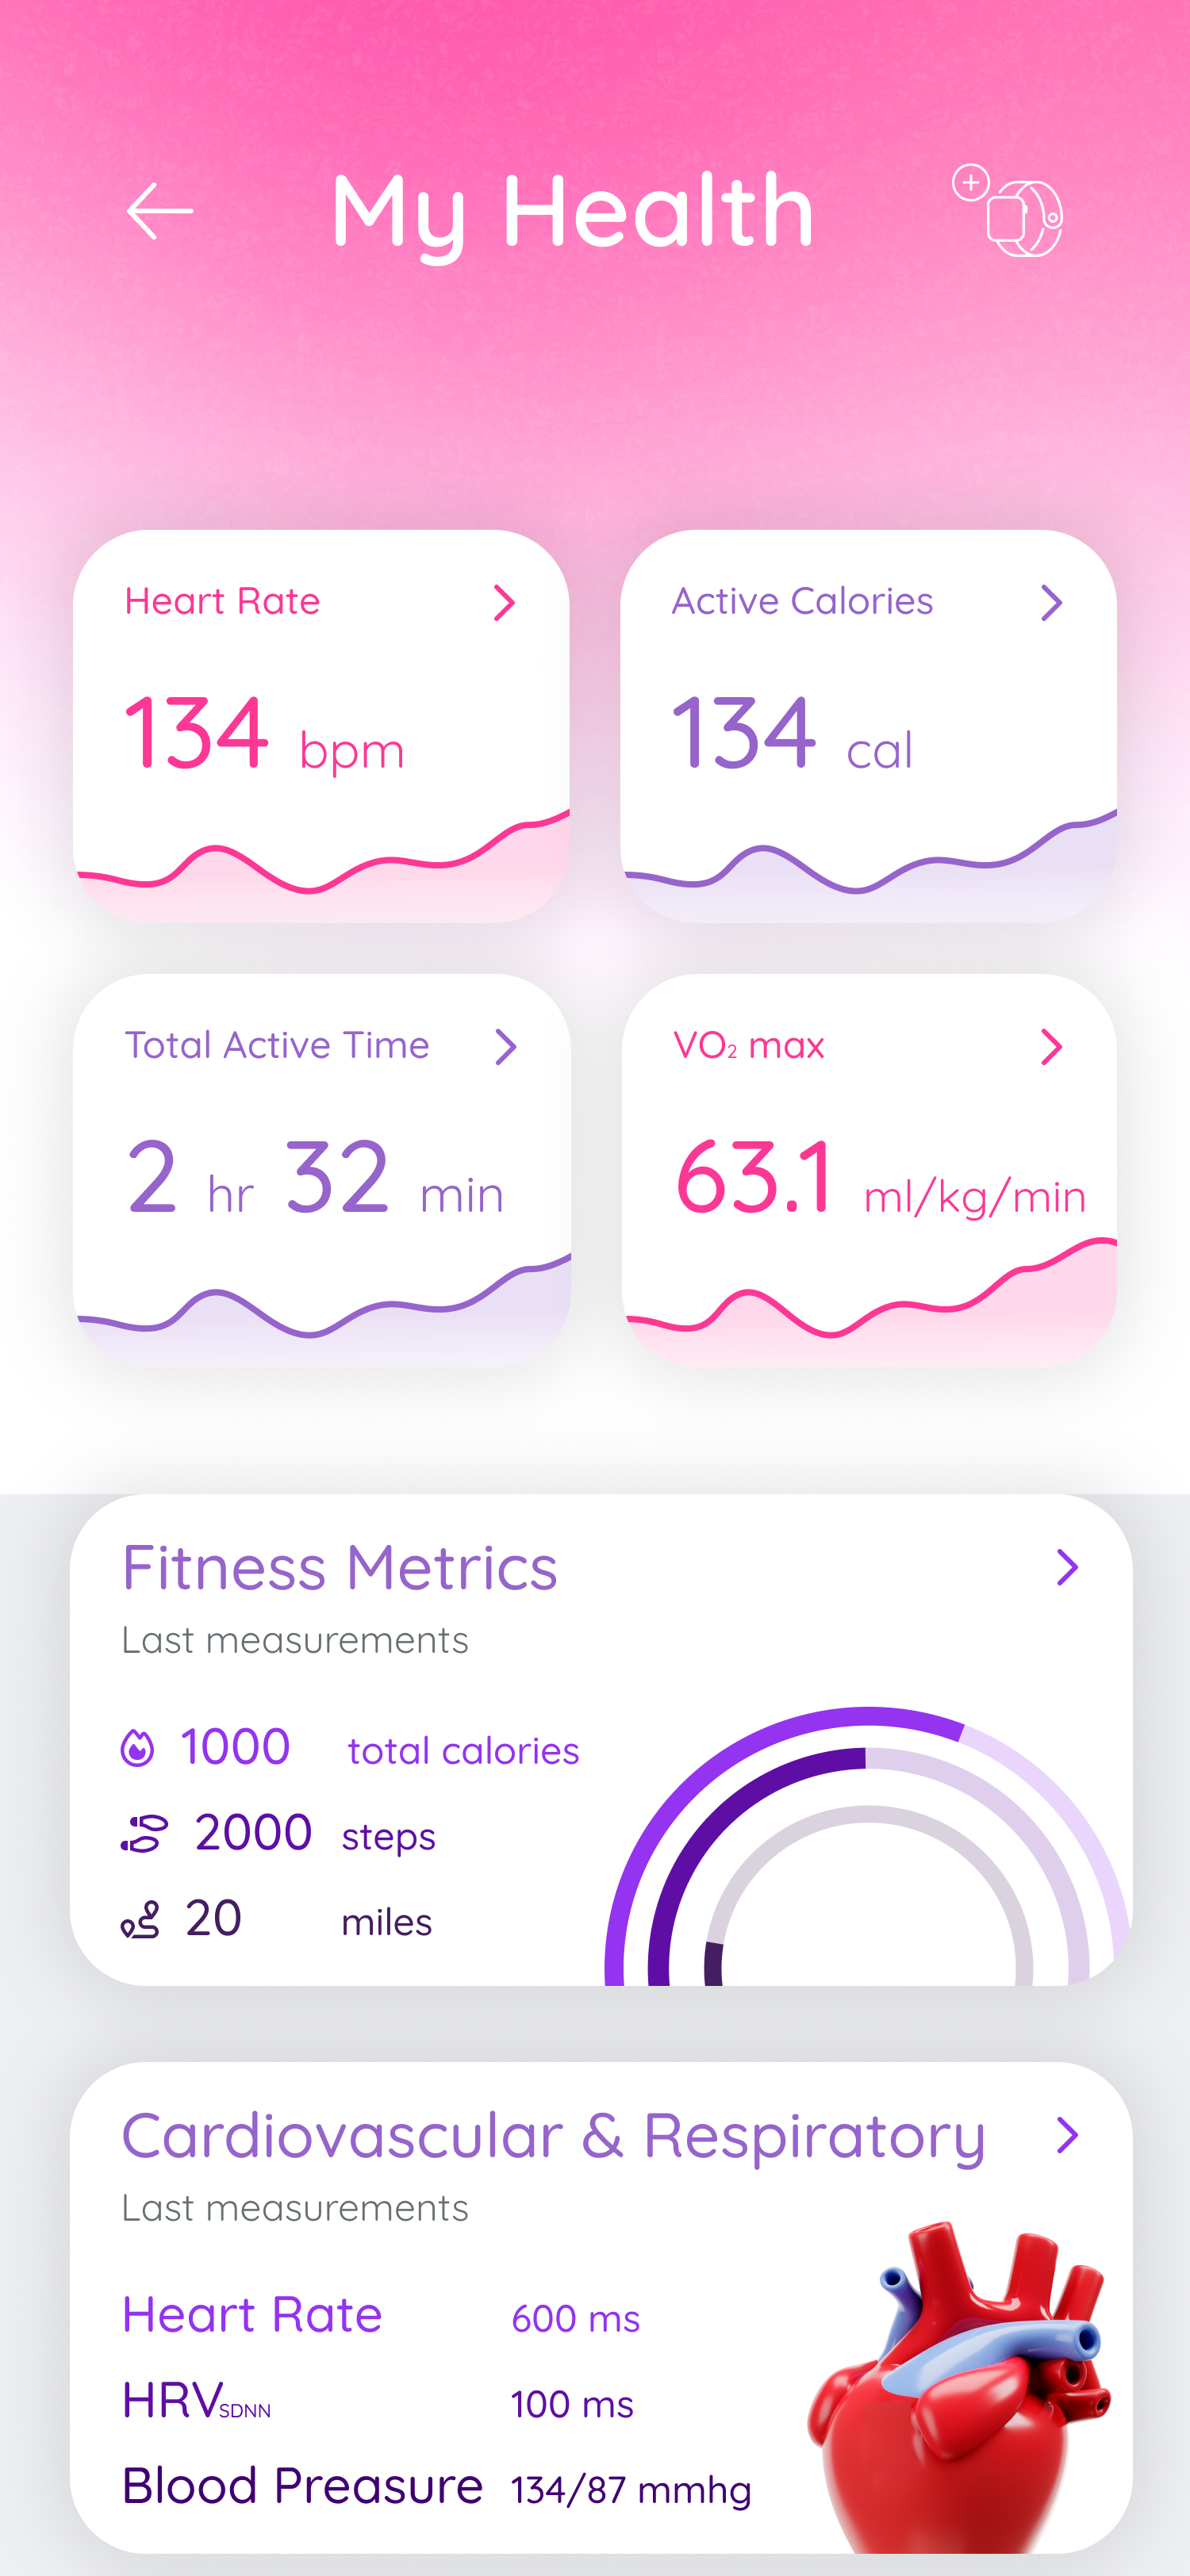 My Health
Heart Rate
134 bpm
Active Calories
134 cal
Total Active Time
2 hr 32 min
VO₂ max
63.1 ml/kg/min
Fitness Metrics
Last measurements
1000 total calories
2000 steps
20 miles
Cardiovascular & Respiratory
Last measurements
Heart Rate 600 ms
HRVSDNN 100 ms
Blood Preasure 134/87 mmhg